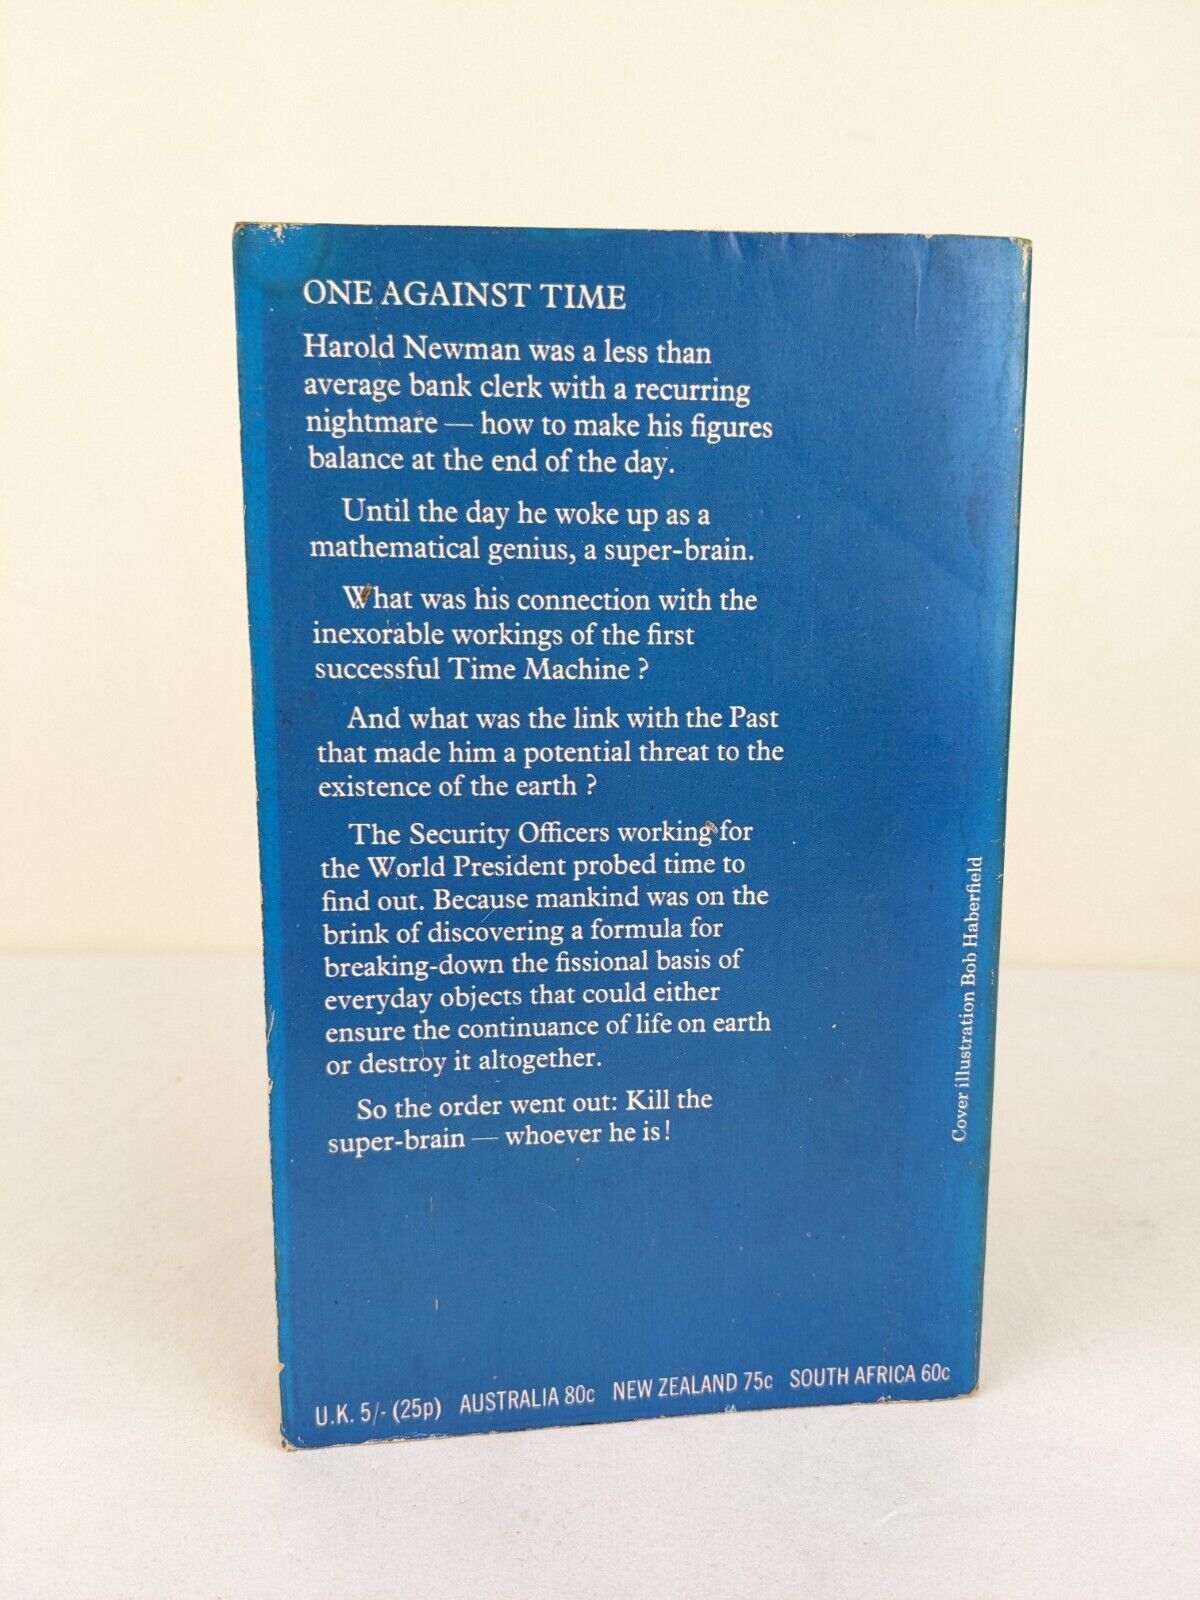 ONE AGAINST TIME
Harold Newman was a less than
average bank clerk with a recurring
nightmare — how to make his figures
balance at the end of the day.
Until the day he woke up as a
mathematical genius, a super-brain.
What was his connection with the
inexorable workings of the first
successful Time Machine ?
And what was the link with the Past
that made him a potential threat to the
existence of the earth ?
The Security Officers working for
the World President probed time to
find out. Because mankind was on the
brink of discovering a formula for
breaking-down the fissional basis of
everyday objects that could either
ensure the continuance of life on earth
or destroy it altogether.
So the order went out: Kill the
super-brain — whoever he is!
Cover illustration Bob Haberfield
U.K. 5/- (25p) AUSTRALIA 80c NEW ZEALAND 75c SOUTH AFRICA 60c